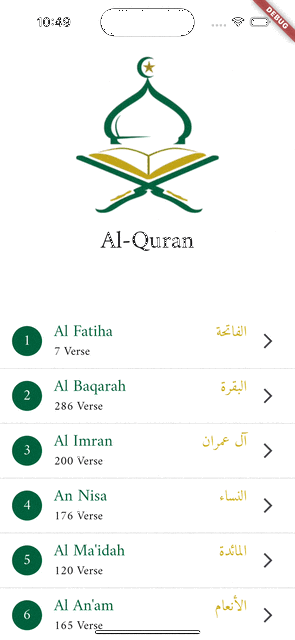 10:49
DEBUG
Al-Quran
1 Al Fatiha الفاتحة
7 Verse
2 Al Baqarah البقرة
286 Verse
3 Al Imran آل عمران
200 Verse
4 An Nisa النساء
176 Verse
5 Al Ma'idah المائدة
120 Verse
6 Al An'am الأنعام
165 Verse